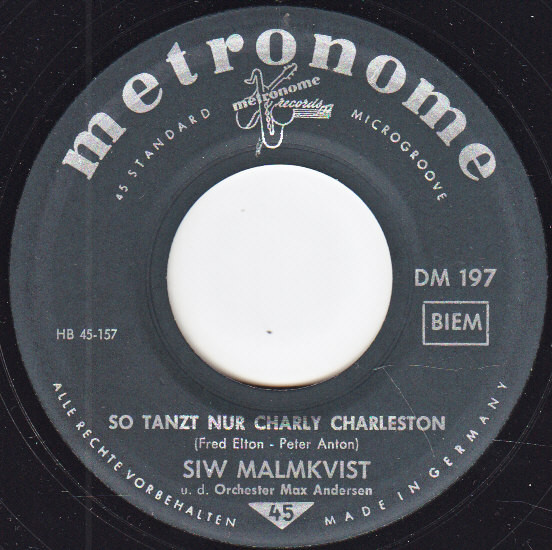 metronome
metronome
records
45 STANDARD
MICROGROOVE
DM 197
BIEM
HB 45-157
SO TANZT NUR CHARLY CHARLESTON
(Fred Elton - Peter Anton)
SIW MALMKVIST
u. d. Orchester Max Andersen
45
ALLE RECHTE VORBEHALTEN
MADE IN GERMANY